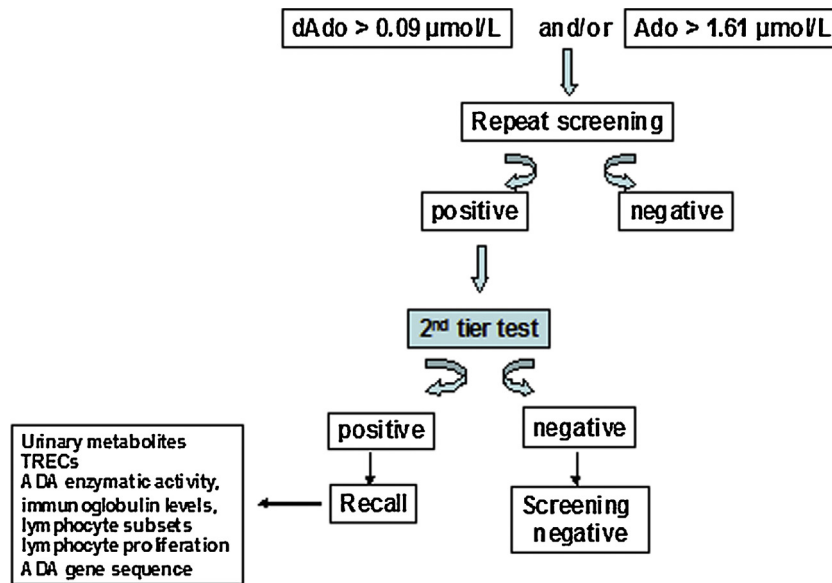 dAdo > 0.09 µmol/L and/or Ado > 1.61 µmol/L
Repeat screening
positive negative
2nd tier test
positive negative
Recall
Screening
negative
Urinary metabolites
TRECs
ADA enzymatic activity,
immunoglobulin levels,
lymphocyte subsets
lymphocyte proliferation
ADA gene sequence